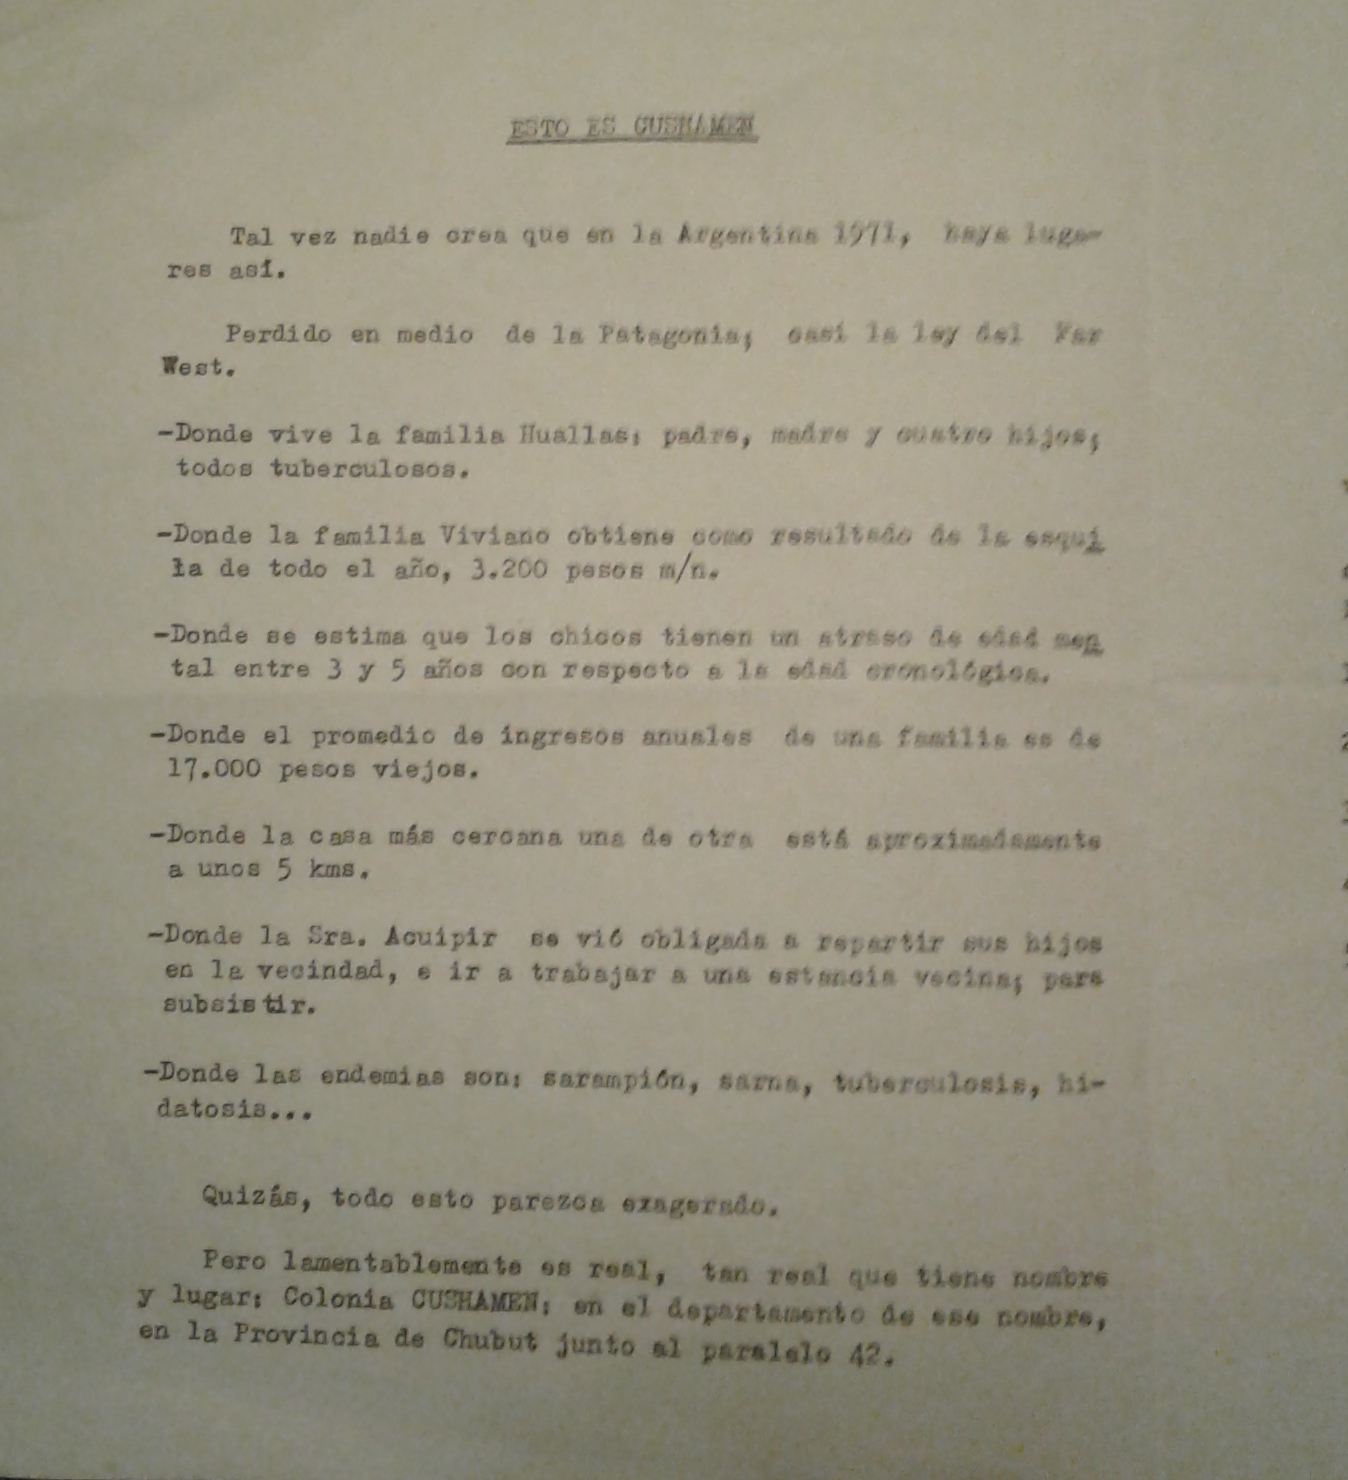 ESTO ES CUSHAMEN
Tal vez nadie crea que en la Argentina 1971, haya luga-
res así.
Perdido en medio de la Patagonia; casi la ley del Far
West.
-Donde vive la familia Huallas: padre, madre y cuatro hijos;
todos tuberculosos.
-Donde la familia Viviano obtiene como resultado de la esqui
la de todo el año, 3.200 pesos m/n.
-Donde se estima que los chicos tienen un atraso de edad men
tal entre 3 y 5 años con respecto a la edad cronológica.
-Donde el promedio de ingresos anuales de una familia es de
17.000 pesos viejos.
-Donde la casa más cercana una de otra está aproximadamente
a unos 5 kms.
-Donde la Sra. Acuipir se vió obligada a repartir sus hijos
en la vecindad, e ir a trabajar a una estancia vecina; para
subsistir.
-Donde las endemias son: sarampión, sarna, tuberculosis, hi-
datosis...
Quizás, todo esto parezca exagerado.
Pero lamentablemente es real, tan real que tiene nombre
y lugar: Colonia CUSHAMEN; en el departamento de ese nombre,
en la Provincia de Chubut junto al paralelo 42.